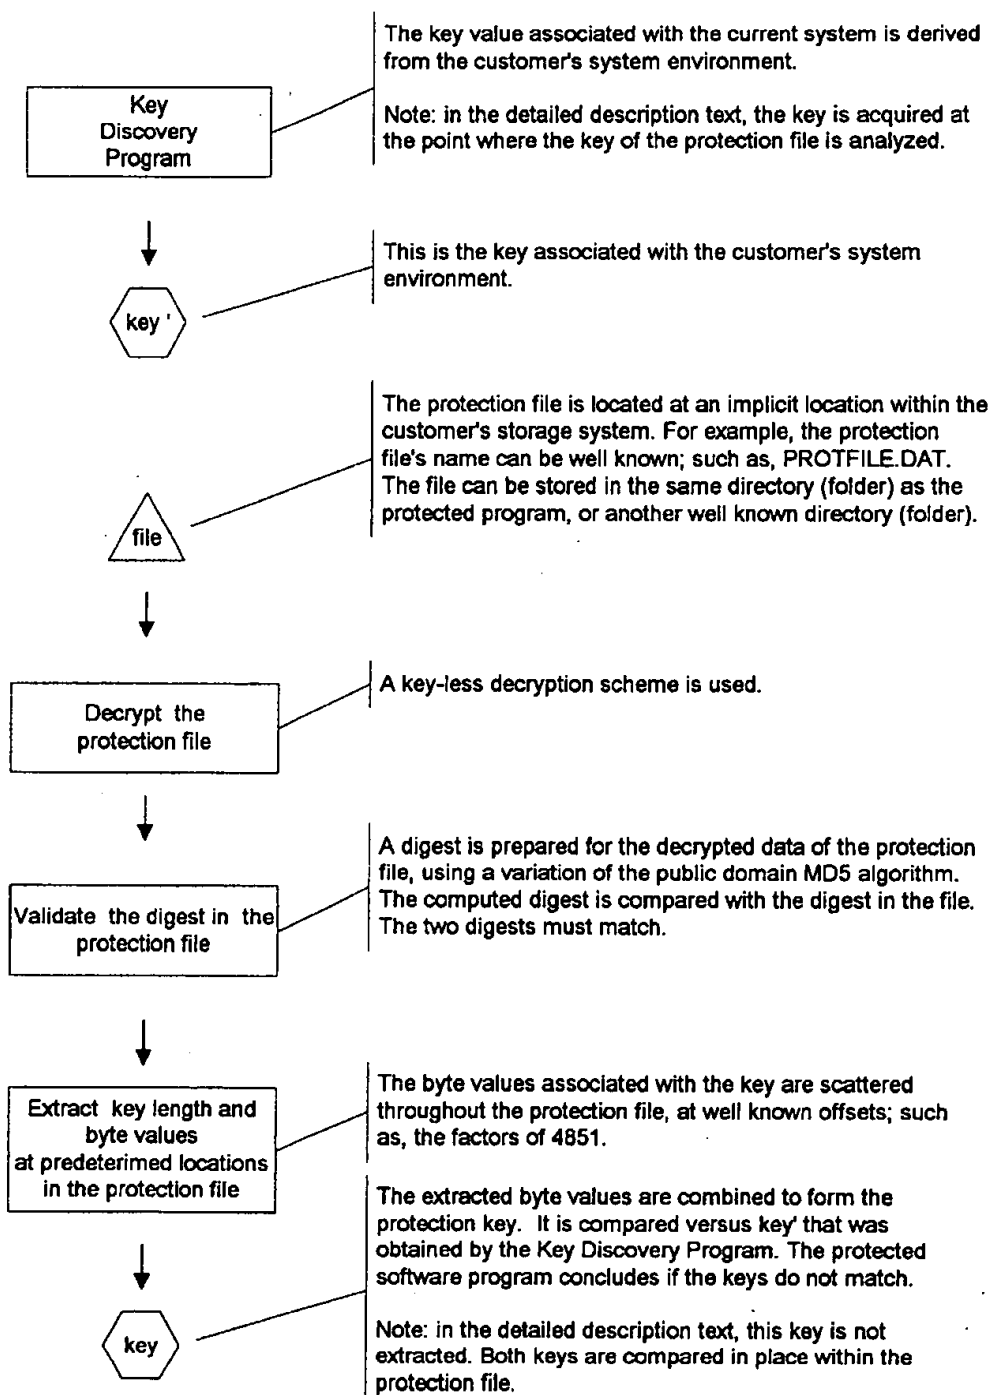 The key value associated with the current system is derived
from the customer's system environment.
Key
Discovery
Program
Note: in the detailed description text, the key is acquired at
the point where the key of the protection file is analyzed.
This is the key associated with the customer's system
environment.
key '
The protection file is located at an implicit location within the
customer's storage system. For example, the protection
file's name can be well known; such as, PROTFILE.DAT.
The file can be stored in the same directory (folder) as the
protected program, or another well known directory (folder).
file
A key-less decryption scheme is used.
Decrypt the
protection file
A digest is prepared for the decrypted data of the protection
file, using a variation of the public domain MD5 algorithm.
The computed digest is compared with the digest in the file.
The two digests must match.
Validate the digest in the
protection file
The byte values associated with the key are scattered
throughout the protection file, at well known offsets; such
as, the factors of 4851.
Extract key length and
byte values
at predeterimed locations
in the protection file
The extracted byte values are combined to form the
protection key. It is compared versus key' that was
obtained by the Key Discovery Program. The protected
software program concludes if the keys do not match.
key
Note: in the detailed description text, this key is not
extracted. Both keys are compared in place within the
protection file.